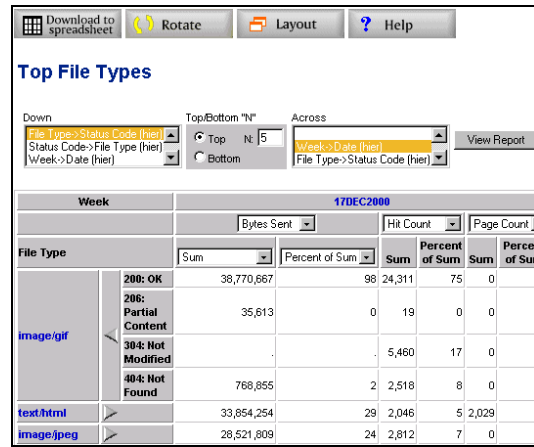 Download to spreadsheet Rotate Layout ? Help
Top File Types
Down Top/Bottom "N" Across
File Type->Status Code (hier) Top N: 5
Status Code->File Type (hier) Week->Date (hier) View Report
Week->Date (hier) Bottom File Type->Status Code (hier)
Week 17DEC2000
Bytes Sent Hit Count Page Count
File Type Sum Percent of Sum Sum Percent of Sum Sum
image/gif 200: OK 38,770,667 98 24,311 75 0
206: Partial Content 35,613 0 19 0 0
304: Not Modified . . 5,460 17 0
404: Not Found 768,855 2 2,518 8 0
text/html 33,854,254 29 2,046 5 2,029
image/jpeg 28,521,809 24 2,812 7 0